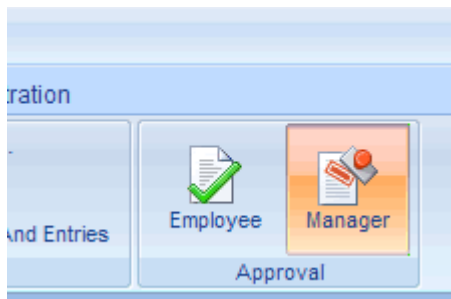 tration
And Entries
Employee
Manager
Approval